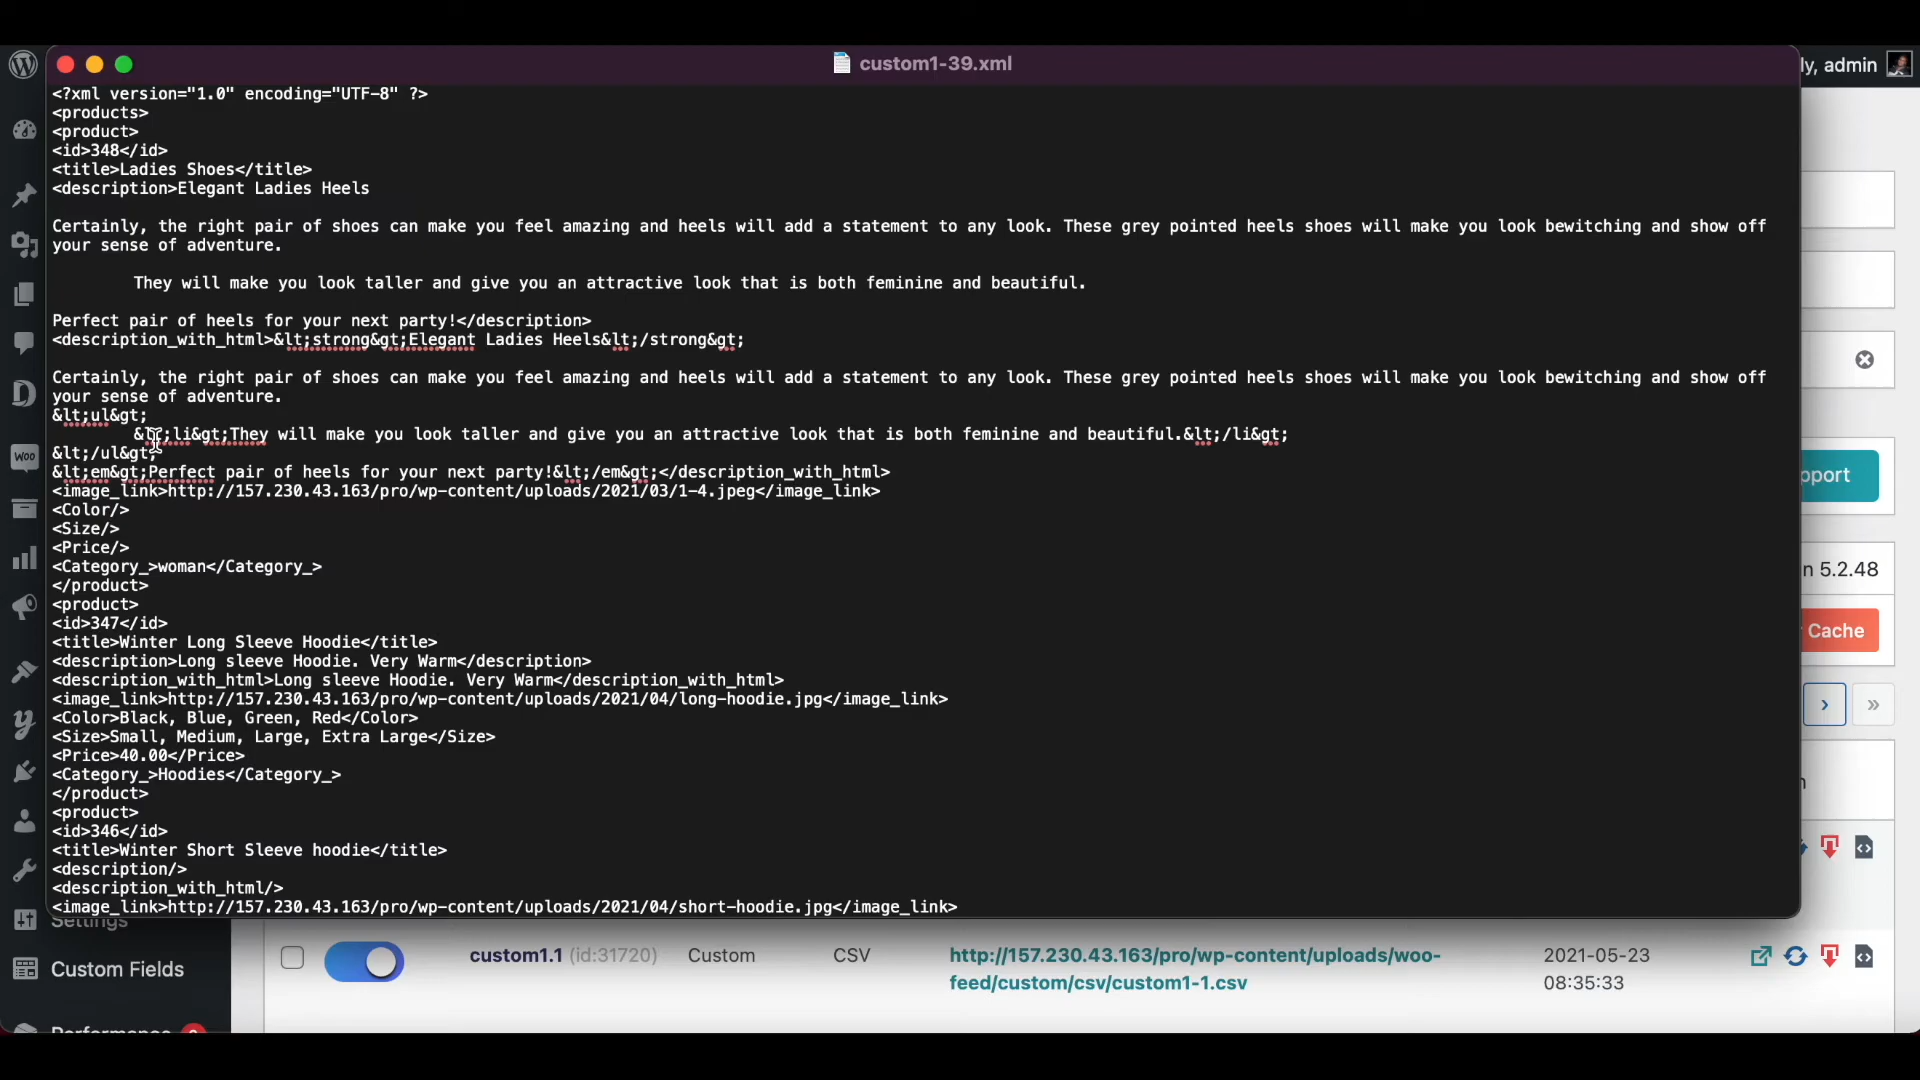 custom1-39.xml
ly, admin
<?xml version="1.0" encoding="UTF-8" ?>
<products>
<product>
<id>348</id>
<title>Ladies Shoes</title>
<description>Elegant Ladies Heels
Certainly, the right pair of shoes can make you feel amazing and heels will add a statement to any look. These grey pointed heels shoes will make you look bewitching and show off
your sense of adventure.
They will make you look taller and give you an attractive look that is both feminine and beautiful.
Perfect pair of heels for your next party!</description>
<description_with_html>&lt;strong&gt;Elegant Ladies Heels&lt;/strong&gt;
Certainly, the right pair of shoes can make you feel amazing and heels will add a statement to any look. These grey pointed heels shoes will make you look bewitching and show off
your sense of adventure.
&lt;ul&gt;
&lt;li&gt;They will make you look taller and give you an attractive look that is both feminine and beautiful.&lt;/li&gt;
&lt;/ul&gt;
&lt;em&gt;Perfect pair of heels for your next party!&lt;/em&gt;</description_with_html>
<image_link>http://157.230.43.163/pro/wp-content/uploads/2021/03/1-4.jpeg</image_link>
pport
<Color/>
<Size/>
<Price/>
<Category_>woman</Category_>
n 5.2.48
</product>
<product>
<id>347</id>
Cache
<title>Winter Long Sleeve Hoodie</title>
<description>Long sleeve Hoodie. Very Warm</description>
<description_with_html>Long sleeve Hoodie. Very Warm</description_with_html>
<image_link>http://157.230.43.163/pro/wp-content/uploads/2021/04/long-hoodie.jpg</image_link>
› »
<Color>Black, Blue, Green, Red</Color>
<Size>Small, Medium, Large, Extra Large</Size>
<Price>40.00</Price>
<Category_>Hoodies</Category_>
</product>
<product>
<id>346</id>
<title>Winter Short Sleeve hoodie</title>
<description/>
<description_with_html/>
<image_link>http://157.230.43.163/pro/wp-content/uploads/2021/04/short-hoodie.jpg</image_link>
Woo
Settings
Custom Fields
Performance
custom1.1 (id:31720) Custom CSV http://157.230.43.163/pro/wp-content/uploads/woo- 2021-05-23
feed/custom/csv/custom1-1.csv 08:35:33